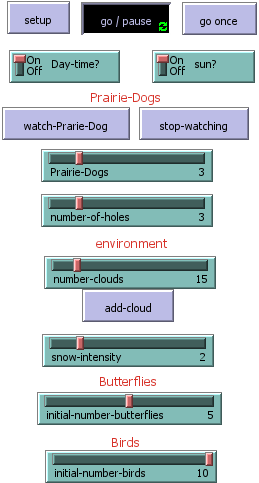 setup
go / pause
go once
On
Off
Day-time?
On
Off
sun?
Prairie-Dogs
watch-Prarie-Dog
stop-watching
Prairie-Dogs 3
number-of-holes 3
environment
number-clouds 15
add-cloud
snow-intensity 2
Butterflies
initial-number-butterflies 5
Birds
initial-number-birds 10